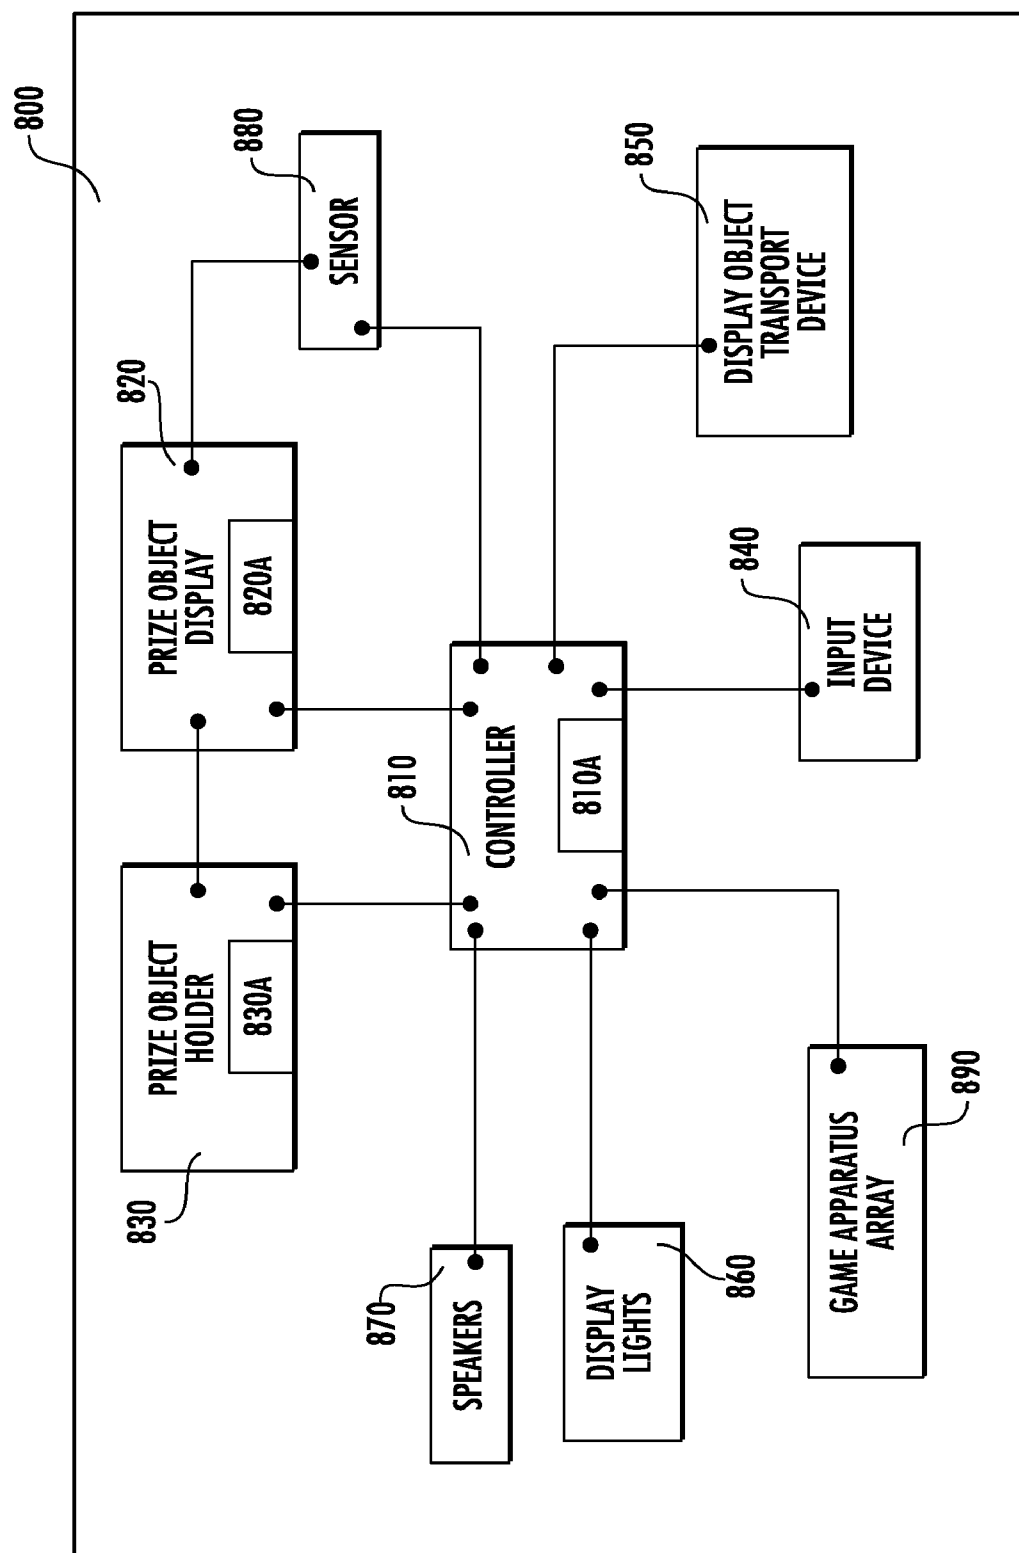 800
830
PRIZE OBJECT
HOLDER
830A
PRIZE OBJECT
DISPLAY
820A
820
880
SENSOR
870
SPEAKERS
810
CONTROLLER
810A
850
DISPLAY OBJECT
TRANSPORT
DEVICE
DISPLAY
LIGHTS
860
840
INPUT
DEVICE
GAME APPARATUS
ARRAY
890